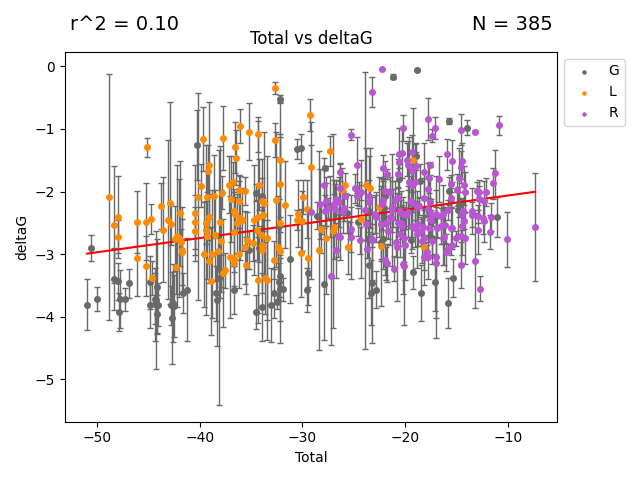 r^2 = 0.10
N = 385
Total vs deltaG
G
L
R
deltaG
0
−1
−2
−3
−4
−5
−50
−40
−30
−20
−10
Total